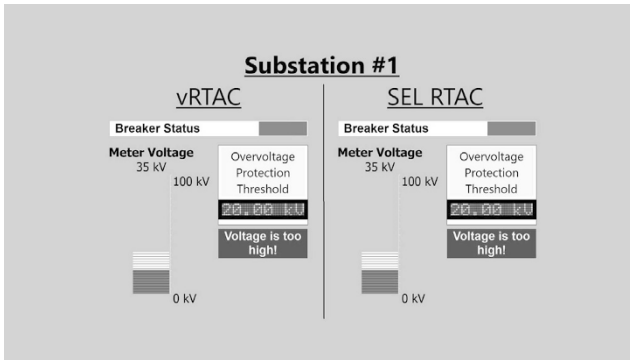 Substation #1
vRTAC
Breaker Status
Meter Voltage
35 kV
100 kV
0 kV
Overvoltage
Protection
Threshold
20.00 kV
Voltage is too
high!
SEL RTAC
Breaker Status
Meter Voltage
35 kV
100 kV
0 kV
Overvoltage
Protection
Threshold
20.00 kV
Voltage is too
high!